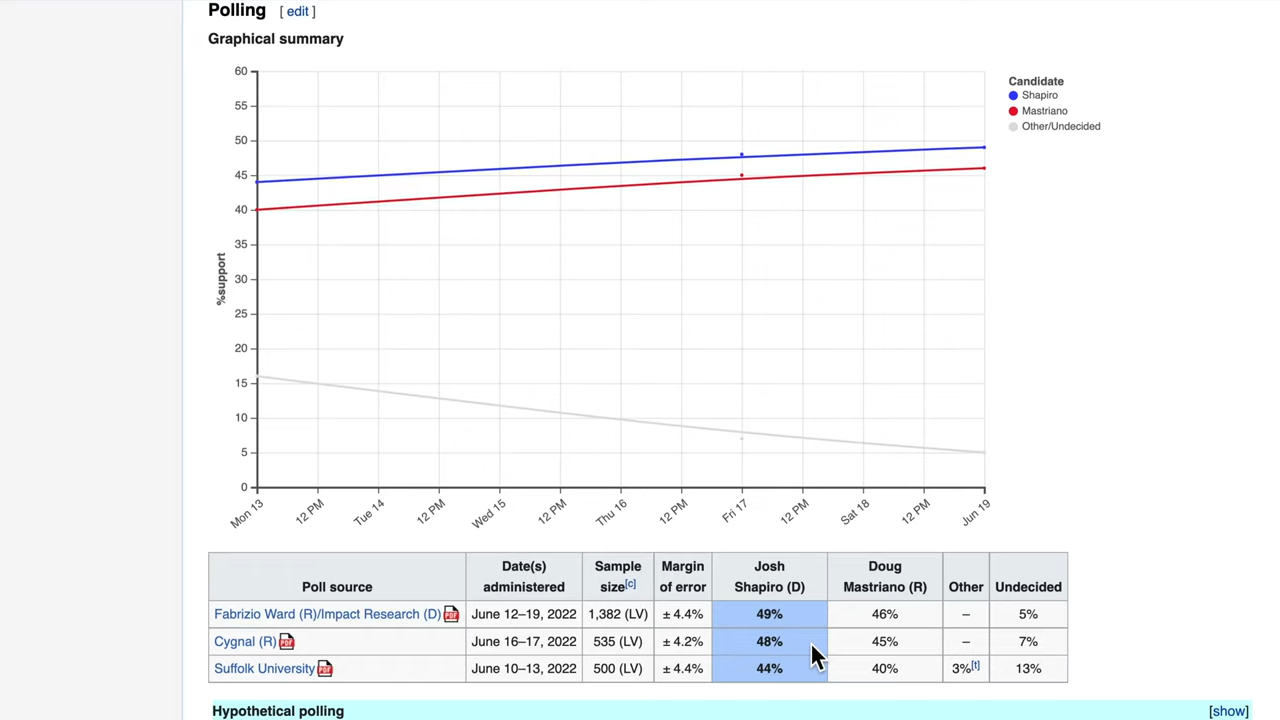 Polling [ edit ]
Graphical summary
60
55
50
45
40
35
30
25
20
15
10
5
0
%support
Mon 13
12 PM
Tue 14
12 PM
Wed 15
12 PM
Thu 16
12 PM
Fri 17
12 PM
Sat 18
12 PM
Jun 19
Candidate
Shapiro
Mastriano
Other/Undecided
Poll source Date(s) administered Sample size[c] Margin of error Josh Shapiro (D) Doug Mastriano (R) Other Undecided
Fabrizio Ward (R)/Impact Research (D) PDF June 12–19, 2022 1,382 (LV) ± 4.4% 49% 46% – 5%
Cygnal (R) PDF June 16–17, 2022 535 (LV) ± 4.2% 48% 45% – 7%
Suffolk University PDF June 10–13, 2022 500 (LV) ± 4.4% 44% 40% 3%[t] 13%
Hypothetical polling [show]